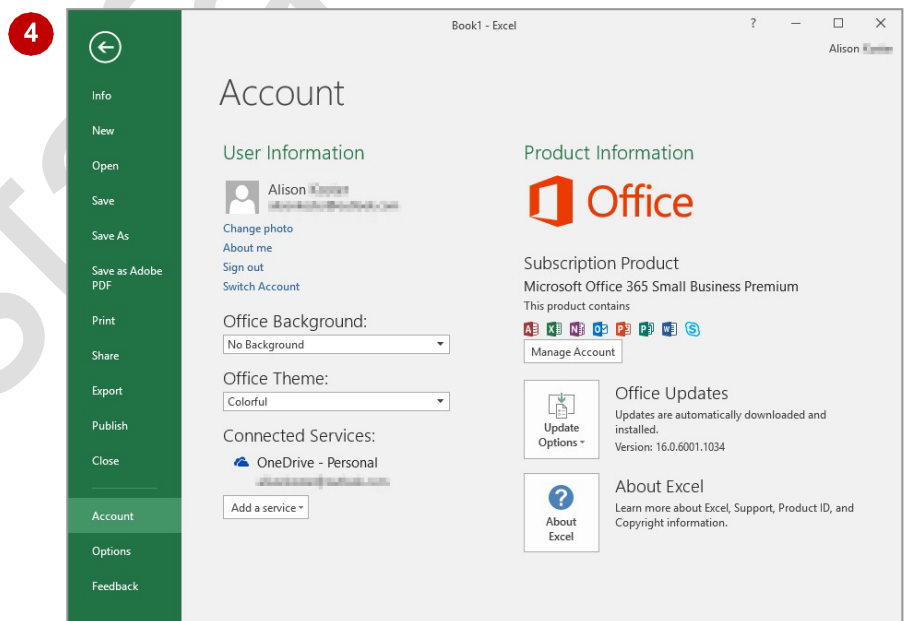 4
Book1 - Excel
?
Alison
Info
New
Open
Save
Save As
Save as Adobe
PDF
Print
Share
Export
Publish
Close
Account
Options
Feedback
Account
User Information
Alison
Change photo
About me
Sign out
Switch Account
Office Background:
No Background
Office Theme:
Colorful
Connected Services:
OneDrive - Personal
Add a service
Product Information
Office
Subscription Product
Microsoft Office 365 Small Business Premium
This product contains
Manage Account
Update
Options
Office Updates
Updates are automatically downloaded and
installed.
Version: 16.0.6001.1034
?
About
Excel
About Excel
Learn more about Excel, Support, Product ID, and
Copyright information.